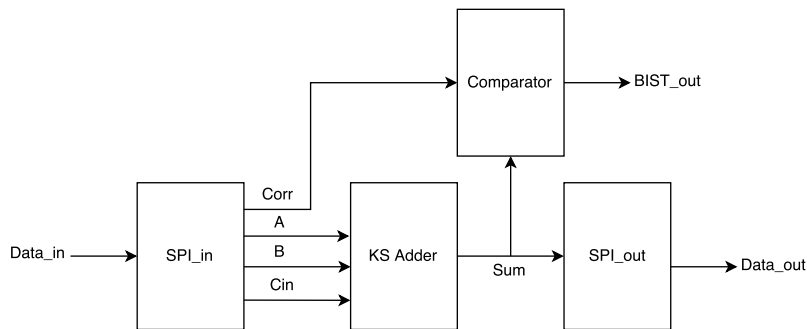 Comparator
BIST_out
Corr
A
Data_in
SPI_in
B
KS Adder
Sum
SPI_out
Data_out
Cin